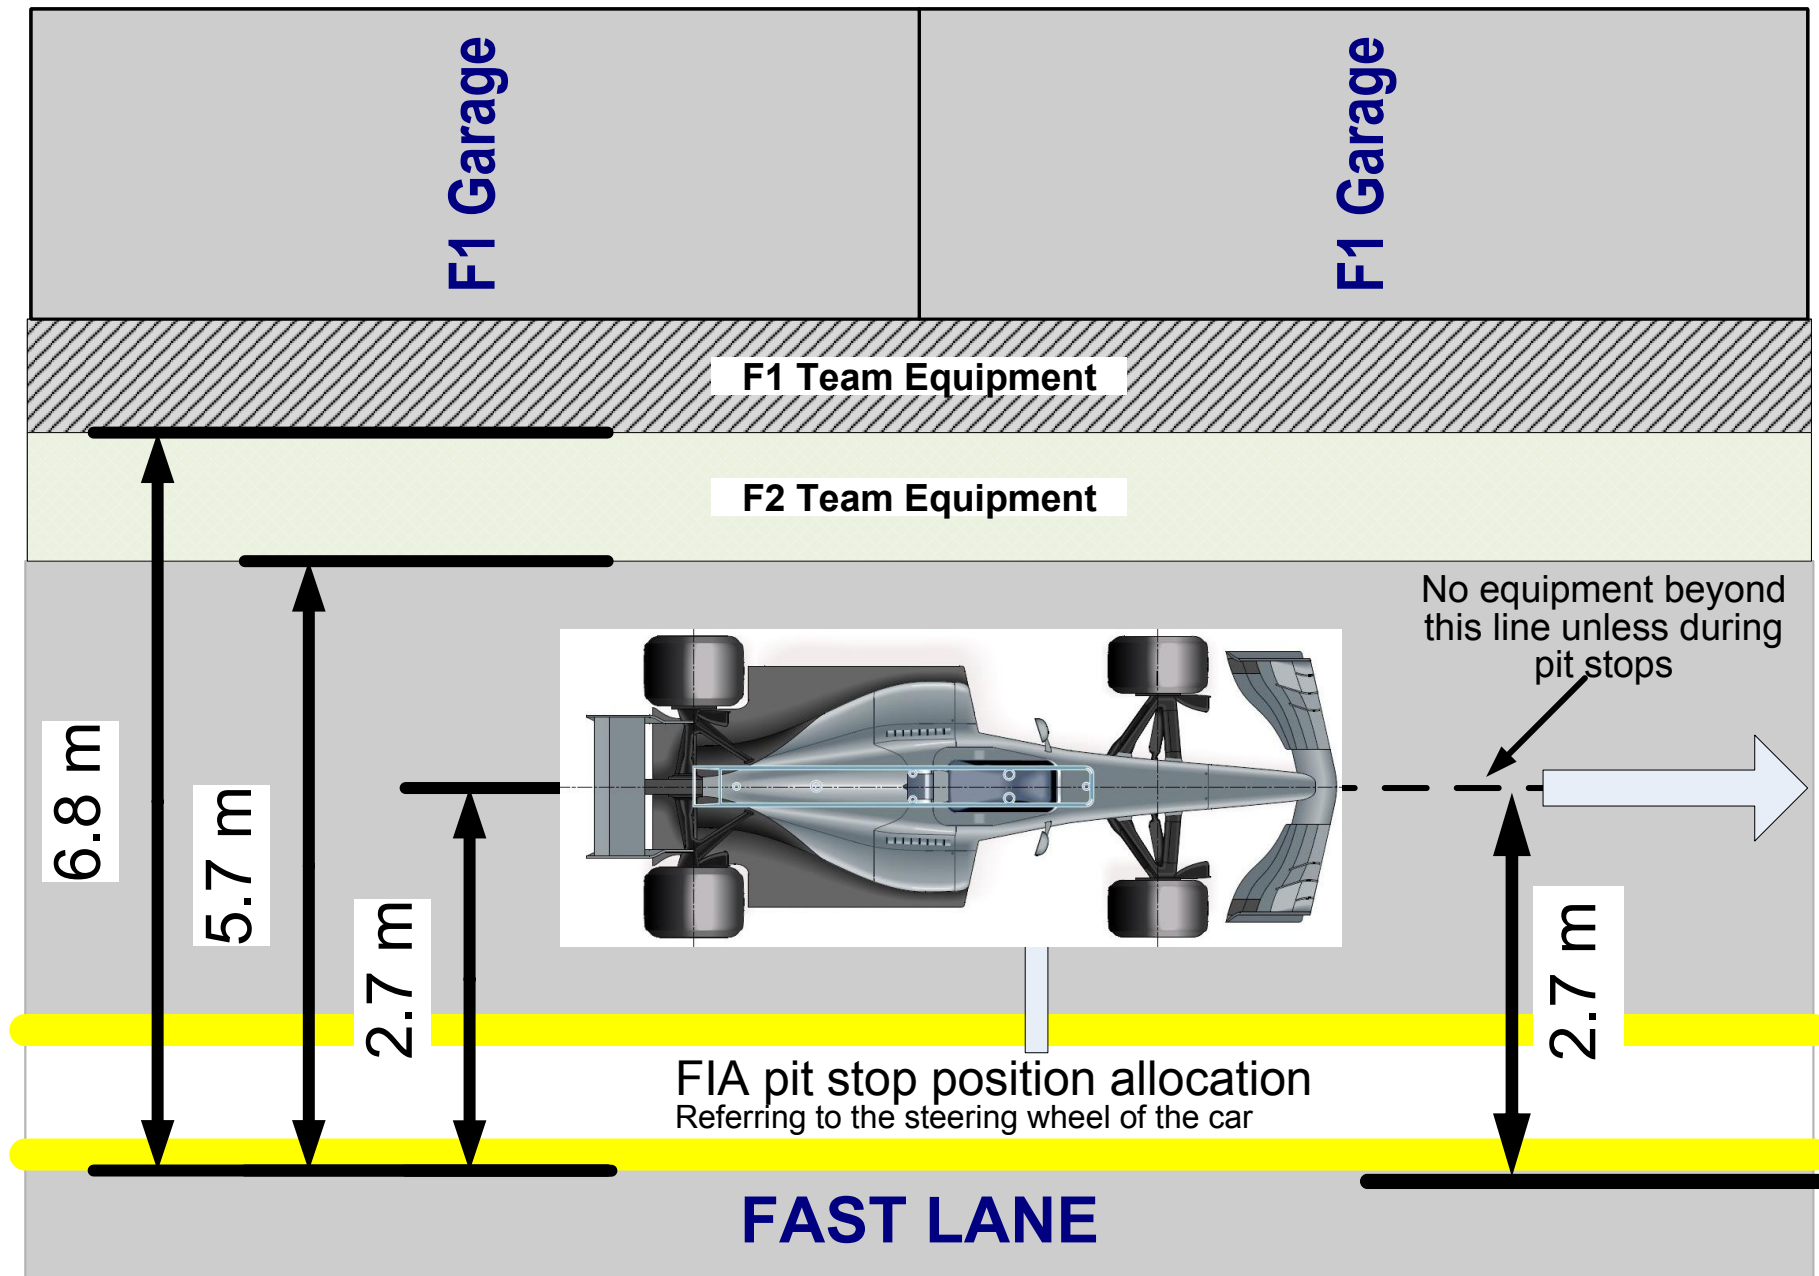 F1 Garage
F1 Garage
F1 Team Equipment
F2 Team Equipment
No equipment beyond
this line unless during
pit stops
6.8 m
5.7 m
2.7 m
2.7 m
FIA pit stop position allocation
Referring to the steering wheel of the car
FAST LANE